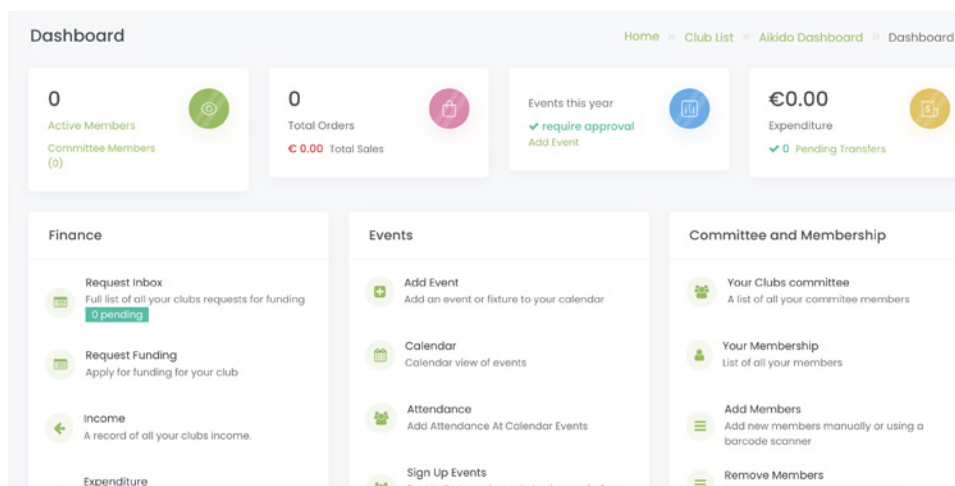 Dashboard
Home » Club List » Aikido Dashboard » Dashboard
0
Active Members
Committee Members
(0)
0
Total Orders
€ 0.00 Total Sales
Events this year
✔ require approval
Add Event
€0.00
Expenditure
✔ 0 Pending Transfers
Finance
Request Inbox
Full list of all your clubs requests for funding
0 pending
Request Funding
Apply for funding for your club
Income
A record of all your clubs income.
Expenditure
Events
Add Event
Add an event or fixture to your calendar
Calendar
Calendar view of events
Attendance
Add Attendance At Calendar Events
Sign Up Events
Committee and Membership
Your Clubs committee
A list of all your commitee members
Your Membership
List of all your members
Add Members
Add new members manually or using a
barcode scanner
Remove Members